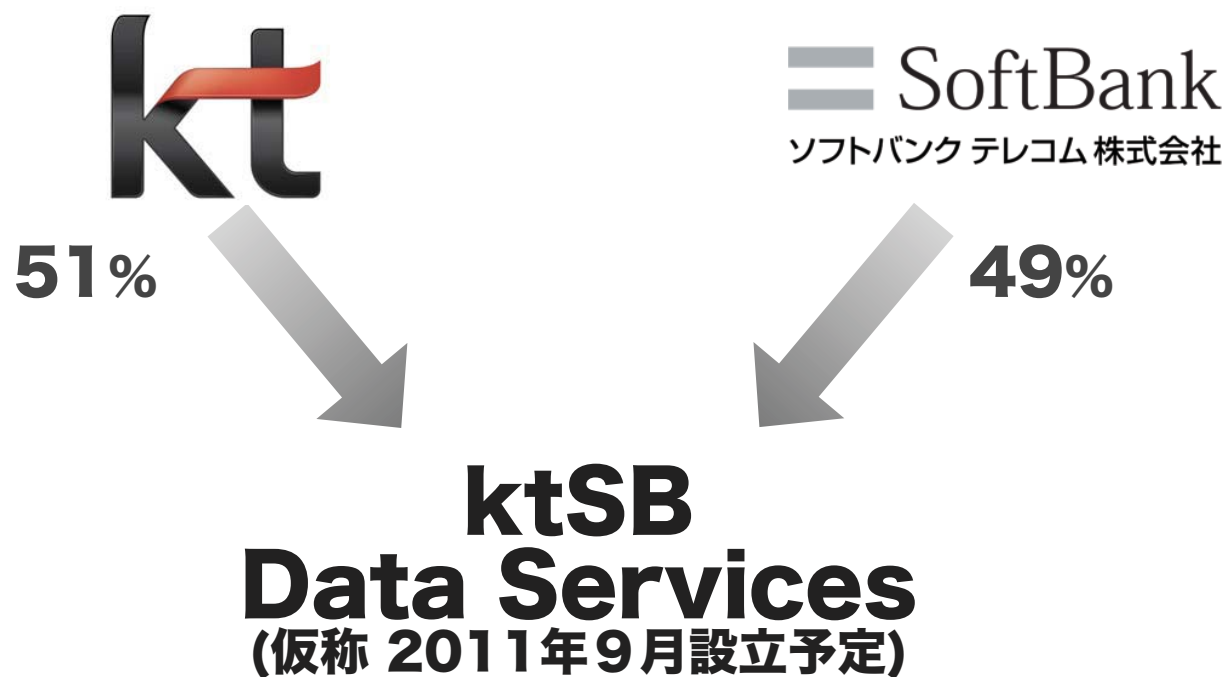 kt
SoftBank
ソフトバンク テレコム 株式会社
51%
49%
ktSB
Data Services
(仮称 2011年9月設立予定)